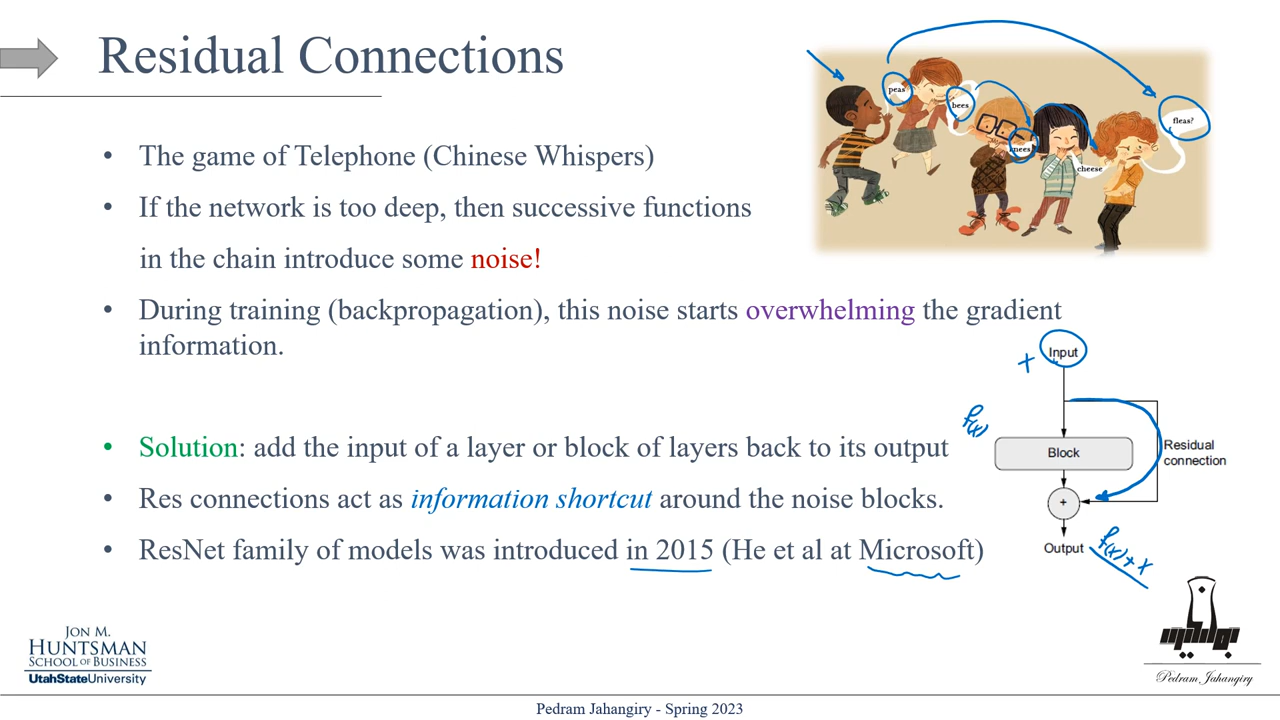 Residual Connections
peas
bees
knees?
cheese
fleas?
• The game of Telephone (Chinese Whispers)
• If the network is too deep, then successive functions
in the chain introduce some noise!
• During training (backpropagation), this noise starts overwhelming the gradient
information.
Input
x
f(x)
Block
Residual
connection
+
Output
f(x) + x
• Solution: add the input of a layer or block of layers back to its output
• Res connections act as information shortcut around the noise blocks.
• ResNet family of models was introduced in 2015 (He et al at Microsoft)
JON M.
HUNTSMAN
SCHOOL OF BUSINESS
UtahStateUniversity
Pedram Jahangiry
Pedram Jahangiry - Spring 2023